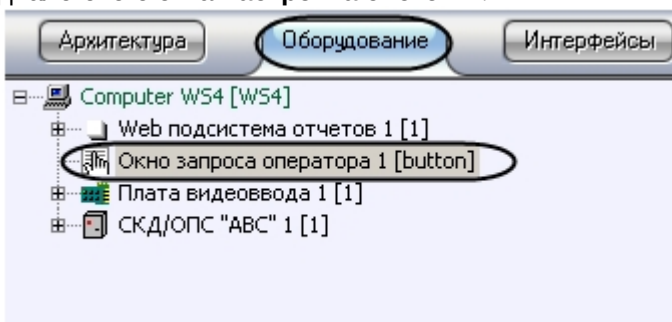 Архитектура Оборудование Интерфейсы
Computer WS4 [WS4]
Web подсистема отчетов 1 [1]
Окно запроса оператора 1 [button]
Плата видеоввода 1 [1]
СКД/ОПС "ABC" 1 [1]